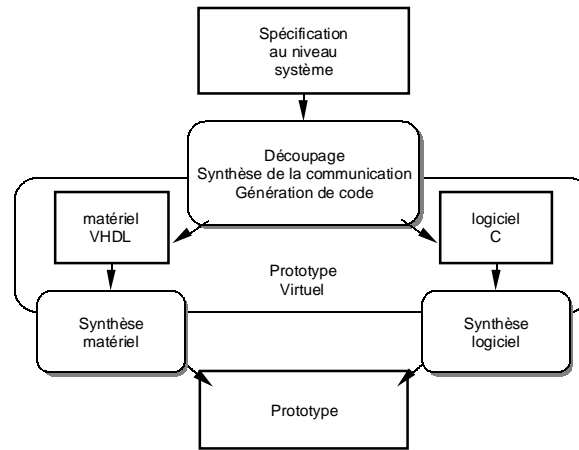 Spécification
au niveau
système
Découpage
Synthèse de la communication
Génération de code
matériel
VHDL
logiciel
C
Prototype
Virtuel
Synthèse
matériel
Synthèse
logiciel
Prototype